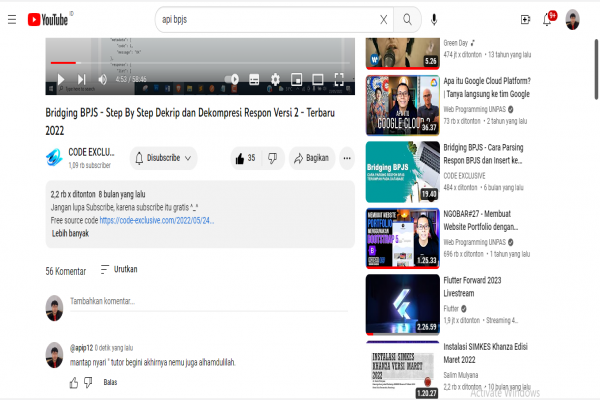 YouTube ID
api bpjs
9+
4:53 / 58:46
Bridging BPJS - Step By Step Dekrip dan Dekompresi Respon Versi 2 - Terbaru
2022
CODE EXCLU...
1,09 rb subscriber
Disubscribe
35
Bagikan
2,2 rb x ditonton 8 bulan yang lalu
Jangan lupa Subscribe, karena subscribe itu gratis ^_^
Free source code https://code-exclusive.com/2022/05/24...
Lebih banyak
56 Komentar
Urutkan
Tambahkan komentar...
@apip12 0 detik yang lalu
mantap nyari " tutor begini akhirnya nemu juga alhamdulilah.
Balas
Green Day
474 jt x ditonton • 13 tahun yang lalu
5.26
Apa itu Google Cloud Platform?
| Tanya langsung ke tim Google
Web Programming UNPAS
73 rb x ditonton • 2 tahun yang lalu
GOOGLE CLOUD
36.37
Bridging BPJS - Cara Parsing
Respon BPJS dan Insert ke...
CODE EXCLUSIVE
484 x ditonton • 6 bulan yang lalu
Bridging BPJS
19.40
NGOBAR#27 - Membuat
Website Portfolio dengan...
Web Programming UNPAS
696 rb x ditonton • 1 tahun yang lalu
MEMBUAT WEBSITE
PORTFOLIO
BOOTSTRAP 5
1.25.33
Flutter Forward 2023
Livestream
Flutter
1,9 jt x ditonton • Streaming 4...
2.26.59
Instalasi SIMKES Khanza Edisi
Maret 2022
Salim Mulyana
2,2 rb x ditonton • 10 bulan yang lalu
INSTALASI SIMKES
KHANZA VERSI MARET
2022
1.20.27
Activate Windows